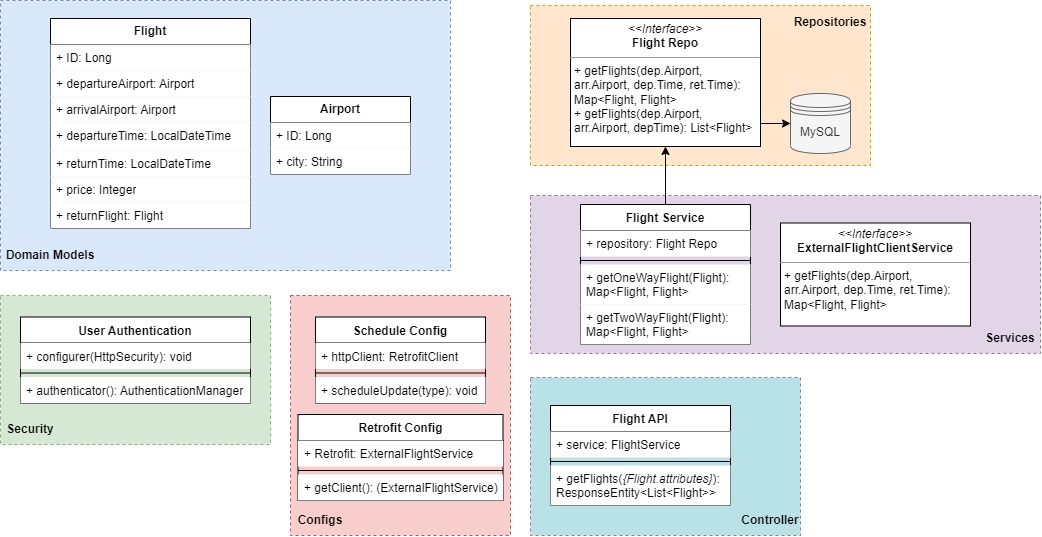 Flight
+ ID: Long
+ departureAirport: Airport
+ arrivalAirport: Airport
+ departureTime: LocalDateTime
+ returnTime: LocalDateTime
+ price: Integer
+ returnFlight: Flight
Airport
+ ID: Long
+ city: String
Domain Models
Repositories
<<Interface>>
Flight Repo
+ getFlights(dep.Airport,
arr.Airport, dep.Time, ret.Time):
Map<Flight, Flight>
+ getFlights(dep.Airport,
arr.Airport, depTime): List<Flight>
MySQL
Flight Service
+ repository: Flight Repo
+ getOneWayFlight(Flight):
Map<Flight, Flight>
+ getTwoWayFlight(Flight):
Map<Flight, Flight>
<<Interface>>
ExternalFlightClientService
+ getFlights(dep.Airport,
arr.Airport, dep.Time, ret.Time):
Map<Flight, Flight>
Services
User Authentication
+ configurer(HttpSecurity): void
+ authenticator(): AuthenticationManager
Security
Schedule Config
+ httpClient: RetrofitClient
+ scheduleUpdate(type): void
Retrofit Config
+ Retrofit: ExternalFlightService
+ getClient(): (ExternalFlightService)
Configs
Flight API
+ service: FlightService
+ getFlights({Flight.attributes}):
ResponseEntity<List<Flight>>
Controller